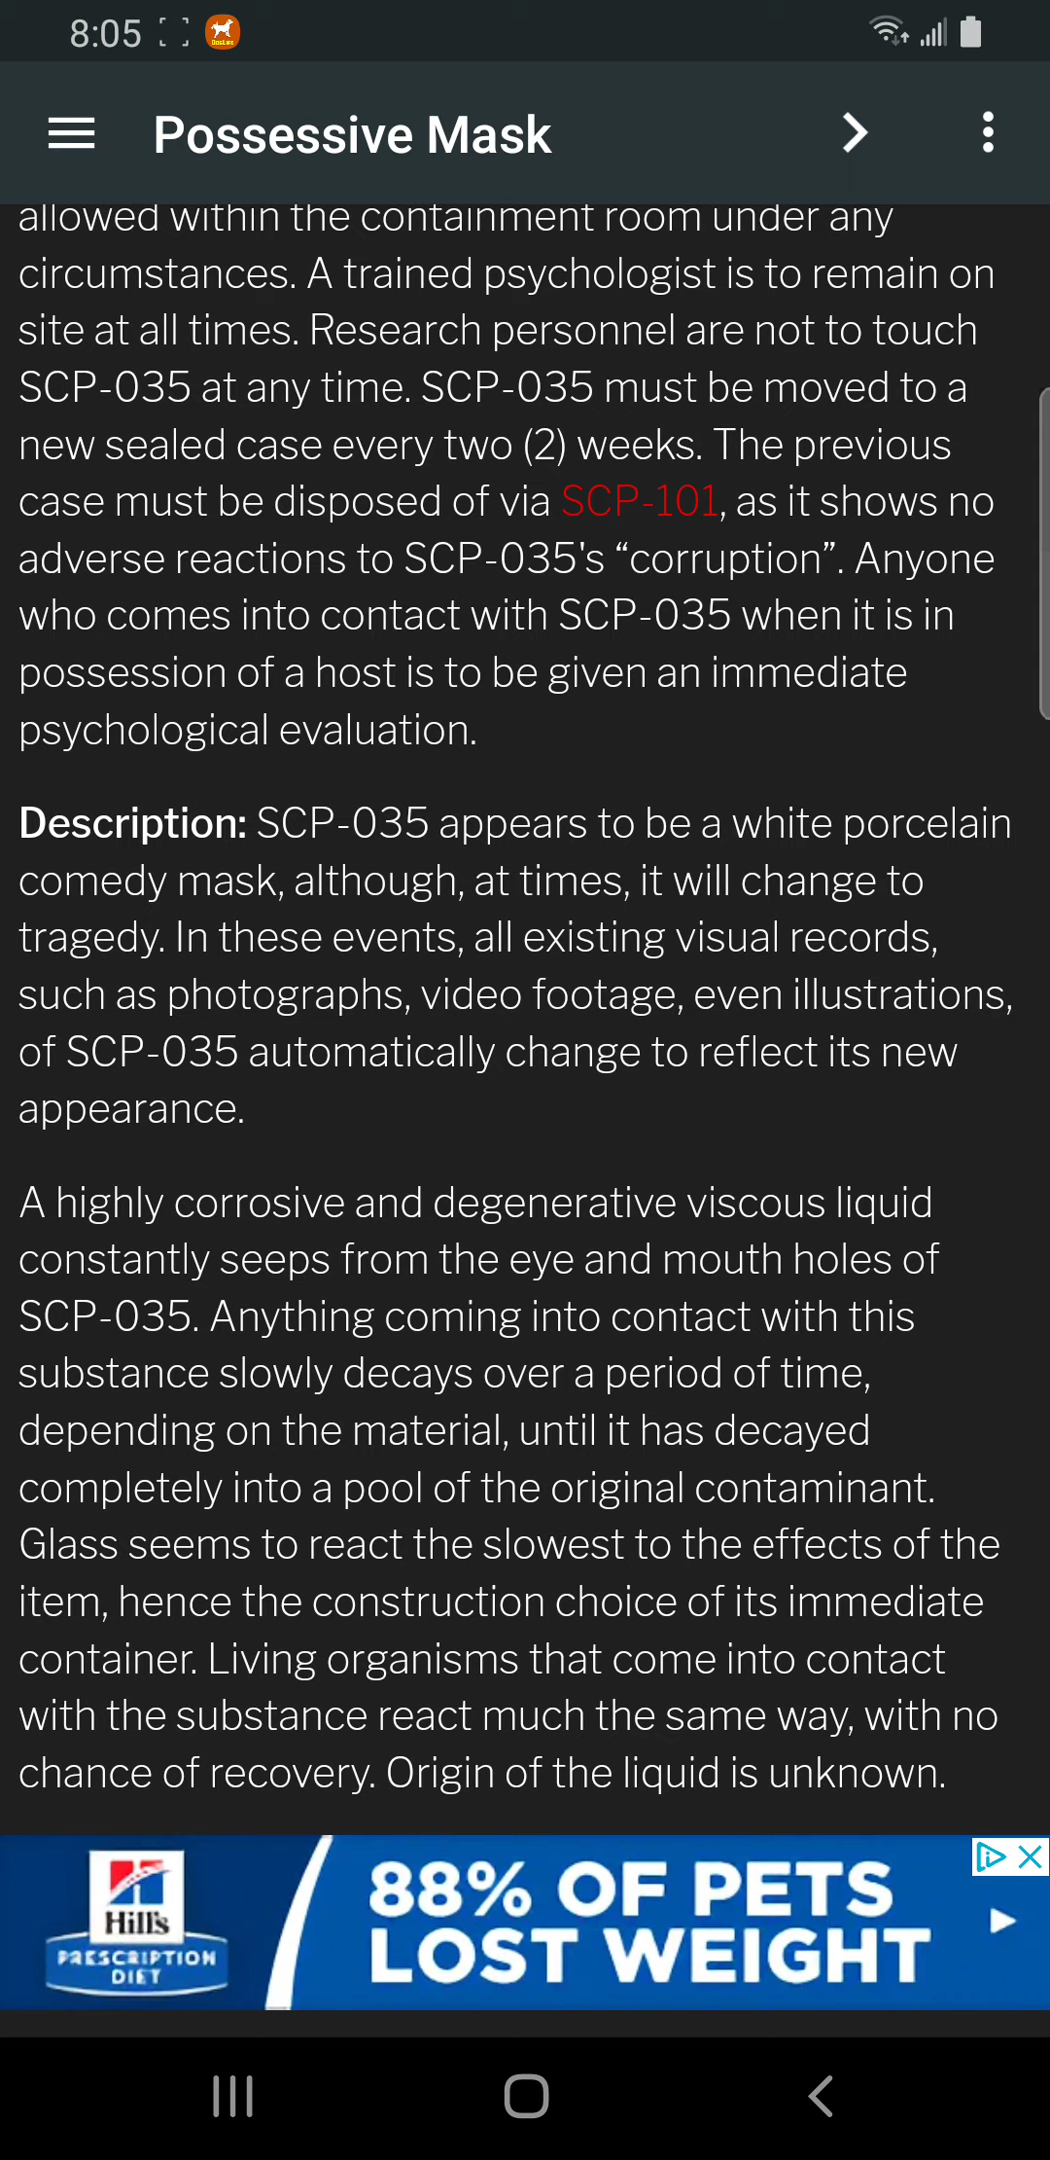 8:05
Possessive Mask
allowed within the containment room under any
circumstances. A trained psychologist is to remain on
site at all times. Research personnel are not to touch
SCP-035 at any time. SCP-035 must be moved to a
new sealed case every two (2) weeks. The previous
case must be disposed of via SCP-101, as it shows no
adverse reactions to SCP-035's “corruption”. Anyone
who comes into contact with SCP-035 when it is in
possession of a host is to be given an immediate
psychological evaluation.
Description: SCP-035 appears to be a white porcelain
comedy mask, although, at times, it will change to
tragedy. In these events, all existing visual records,
such as photographs, video footage, even illustrations,
of SCP-035 automatically change to reflect its new
appearance.
A highly corrosive and degenerative viscous liquid
constantly seeps from the eye and mouth holes of
SCP-035. Anything coming into contact with this
substance slowly decays over a period of time,
depending on the material, until it has decayed
completely into a pool of the original contaminant.
Glass seems to react the slowest to the effects of the
item, hence the construction choice of its immediate
container. Living organisms that come into contact
with the substance react much the same way, with no
chance of recovery. Origin of the liquid is unknown.
Hill's
PRESCRIPTION
DIET
88% OF PETS
LOST WEIGHT